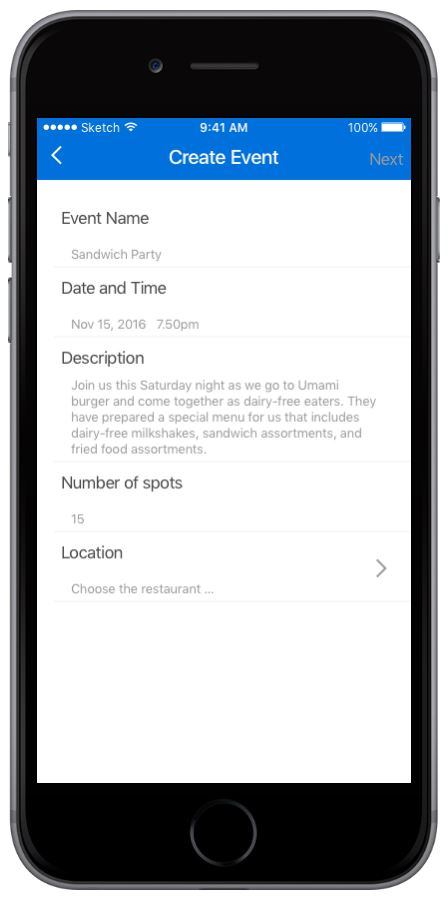 Sketch 9:41 AM 100%
Create Event Next
Event Name
Sandwich Party
Date and Time
Nov 15, 2016 7.50pm
Description
Join us this Saturday night as we go to Umami
burger and come together as dairy-free eaters. They
have prepared a special menu for us that includes
dairy-free milkshakes, sandwich assortments, and
fried food assortments.
Number of spots
15
Location
Choose the restaurant ...